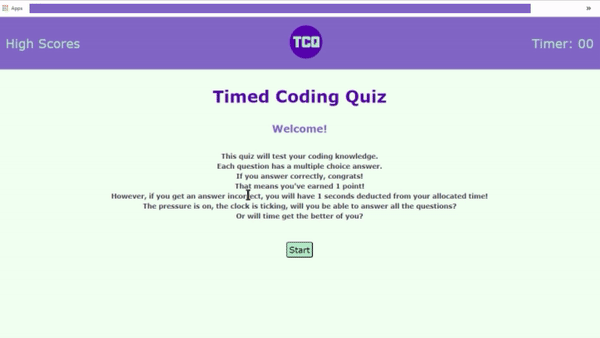 Apps
High Scores
TCQ
Timer: 00
Timed Coding Quiz
Welcome!
This quiz will test your coding knowledge.
Each question has a multiple choice answer.
If you answer correctly, congrats!
That means you've earned 1 point!
However, if you get an answer incorrect, you will have 1 seconds deducted from your allocated time!
The pressure is on, the clock is ticking, will you be able to answer all the questions?
Or will time get the better of you?
Start